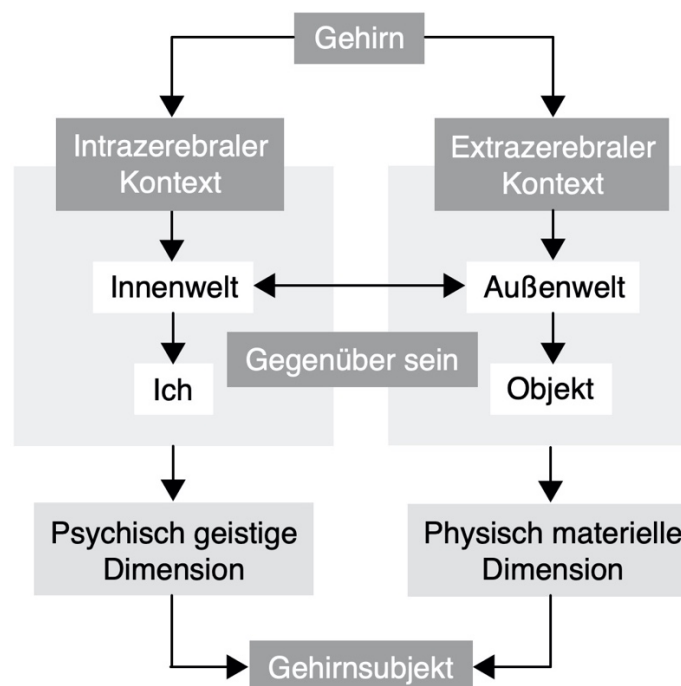 Gehirn
Intrazerebraler
Kontext
Extrazerebraler
Kontext
Innenwelt
Außenwelt
Gegenüber sein
Ich
Objekt
Psychisch geistige
Dimension
Physisch materielle
Dimension
Gehirnsubjekt